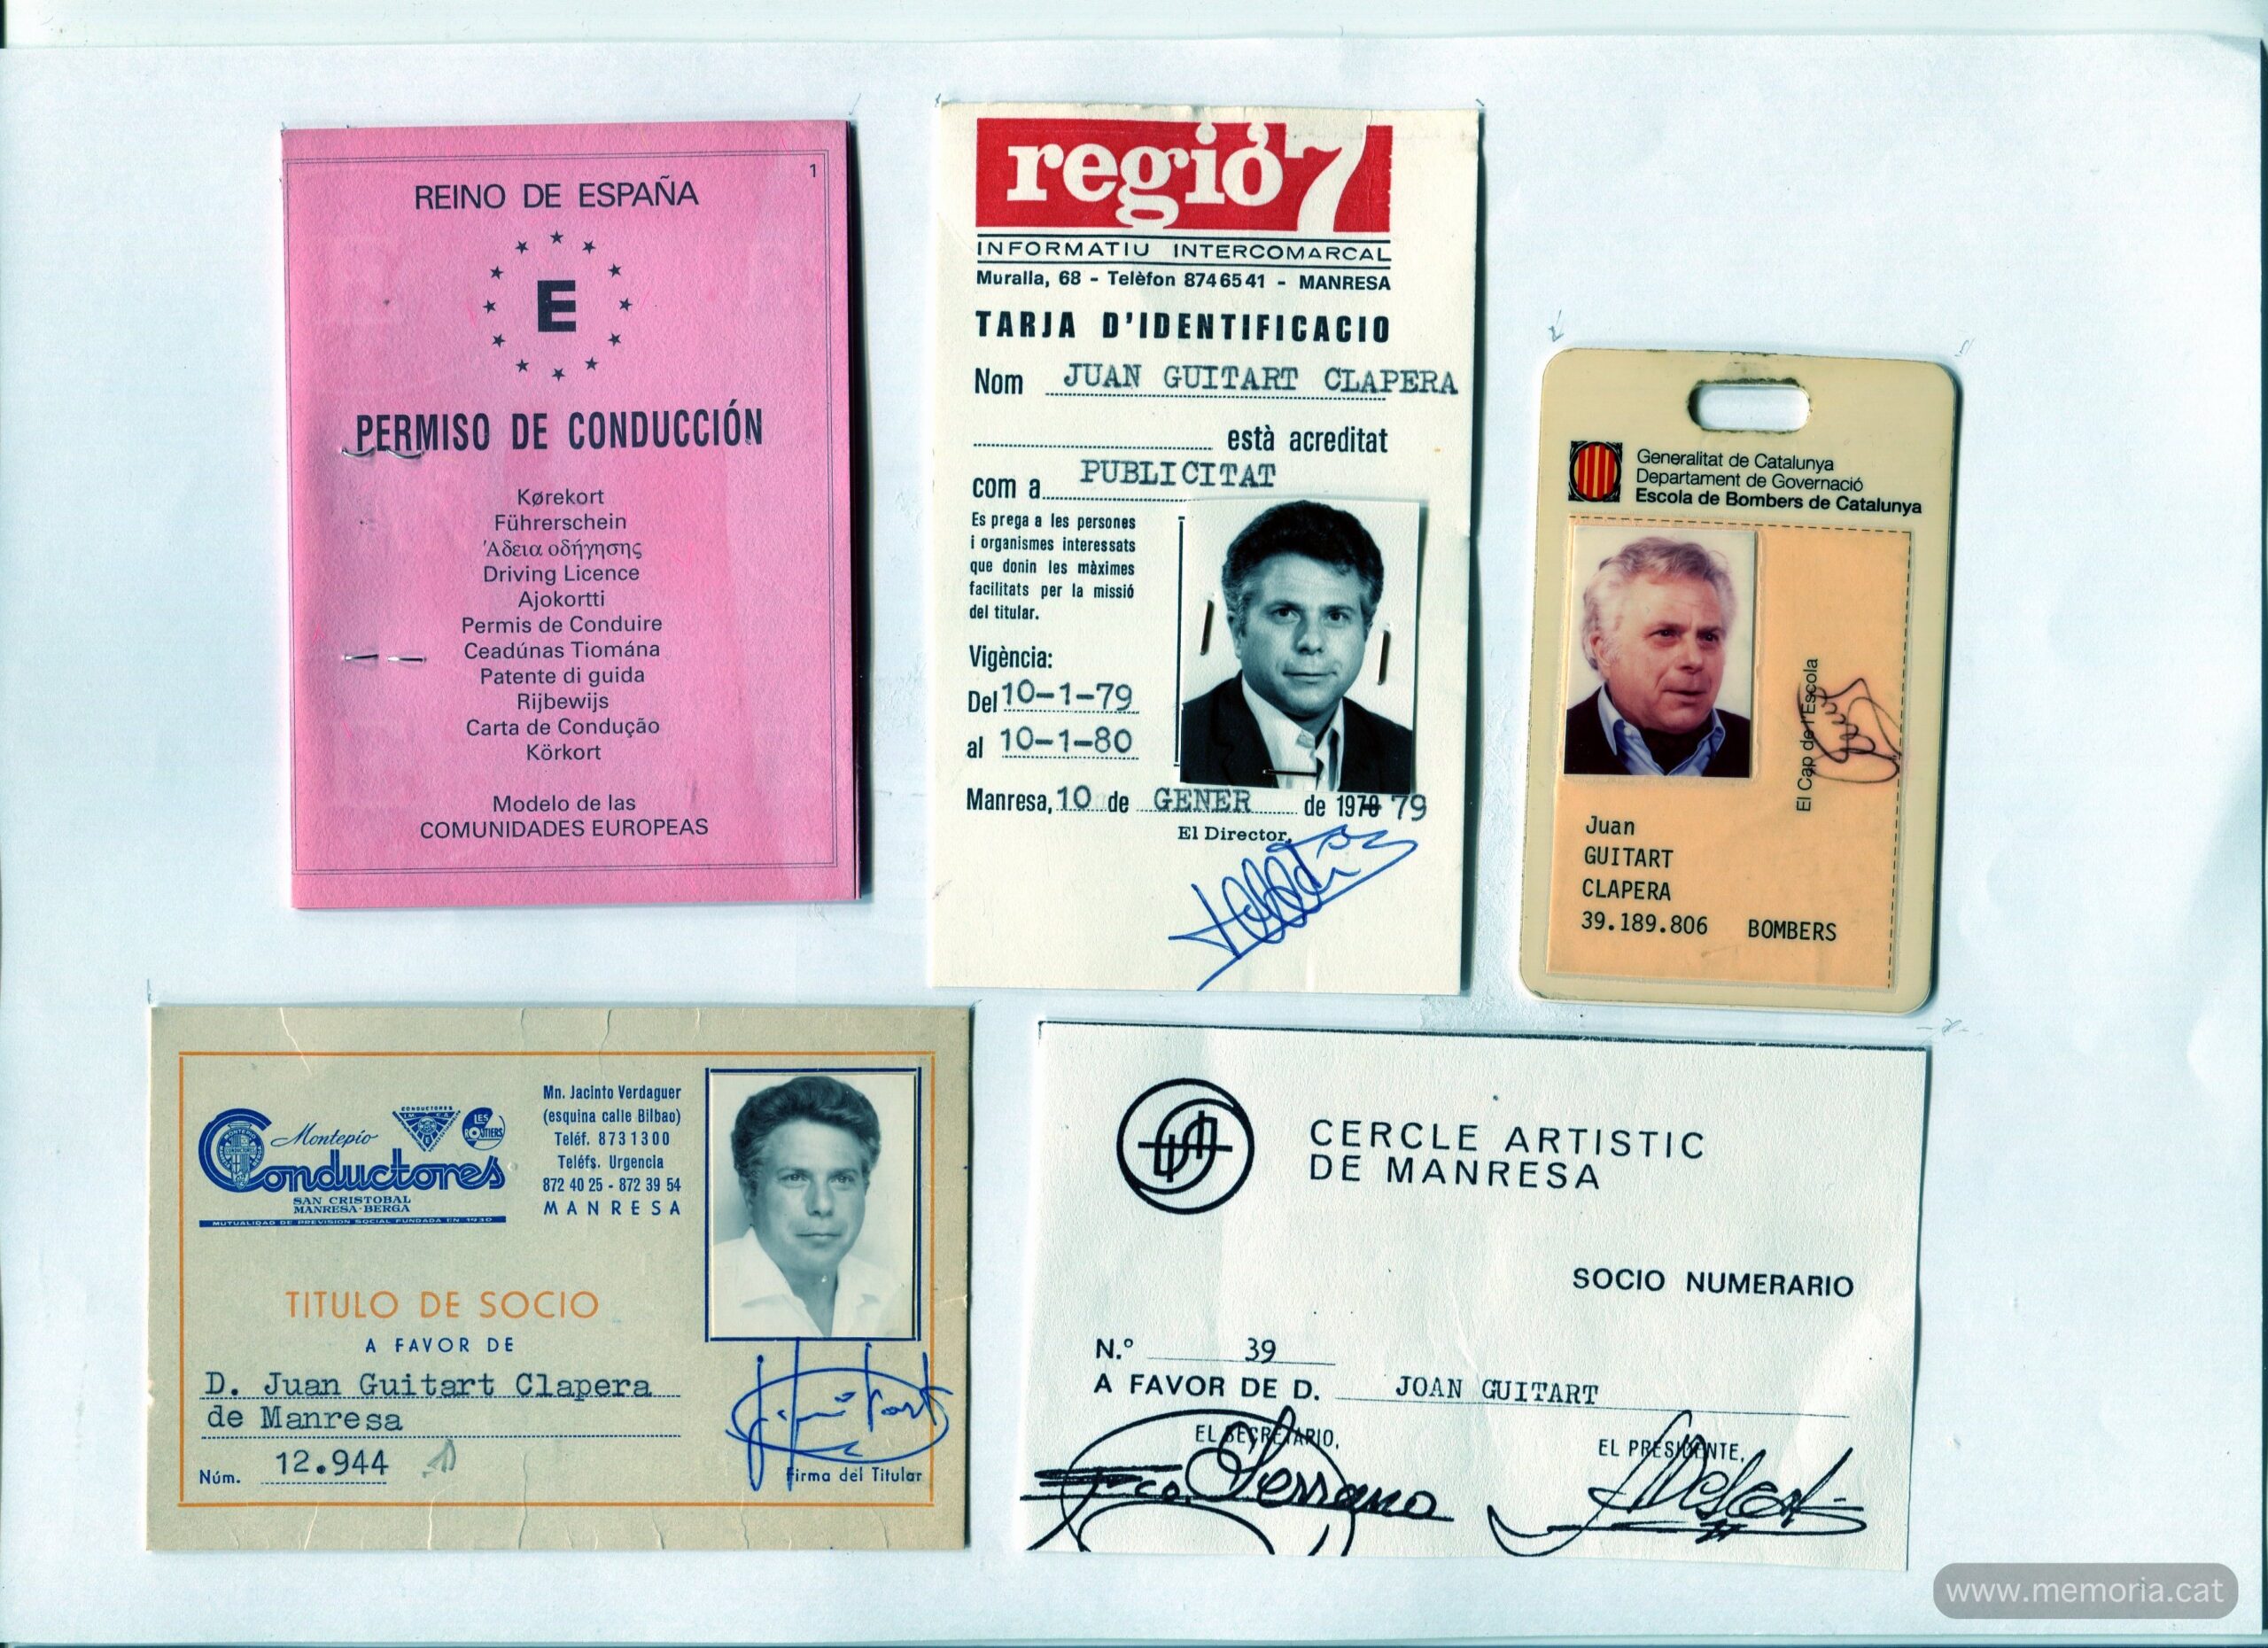 1
REINO DE ESPAÑA
E
PERMISO DE CONDUCCIÓN
Kørekort
Führerschein
Άδεια οδήγησης
Driving Licence
Ajokortti
Permis de Conduire
Ceadúnas Tiomána
Patente di guida
Rijbewijs
Carta de Condução
Körkort
Modelo de las
COMUNIDADES EUROPEAS
regió7
INFORMATIU INTERCOMARCAL
Muralla, 68 - Telèfon 8746541 - MANRESA
TARJA D'IDENTIFICACIO
Nom JUAN GUITART CLAPERA
està acreditat
com a PUBLICITAT
Es prega a les persones
i organismes interessats
que donin les màximes
facilitats per la missió
del titular.
Vigència:
Del 10-1-79
al 10-1-80
Manresa, 10 de GENER de 1978 79
El Director,
Generalitat de Catalunya
Departament de Governació
Escola de Bombers de Catalunya
El Cap de l'Escola
Juan
GUITART
CLAPERA
39.189.806 BOMBERS
Montepío
Conductores
SAN CRISTOBAL
MANRESA-BERGA
MUTUALIDAD DE PREVISION SOCIAL FUNDADA EN 1930
CONDUCTORES
LES ROUTIERS
Mn. Jacinto Verdaguer
(esquina calle Bilbao)
Teléf. 8731300
Teléfs. Urgencia
872 40 25 - 872 39 54
MANRESA
TITULO DE SOCIO
A FAVOR DE
D. Juan Guitart Clapera
de Manresa
Núm. 12.944
Firma del Titular
CERCLE ARTISTIC
DE MANRESA
SOCIO NUMERARIO
N.º 39
A FAVOR DE D. JOAN GUITART
EL SECRETARIO,
EL PRESIDENTE,
Serrano
www.memoria.cat